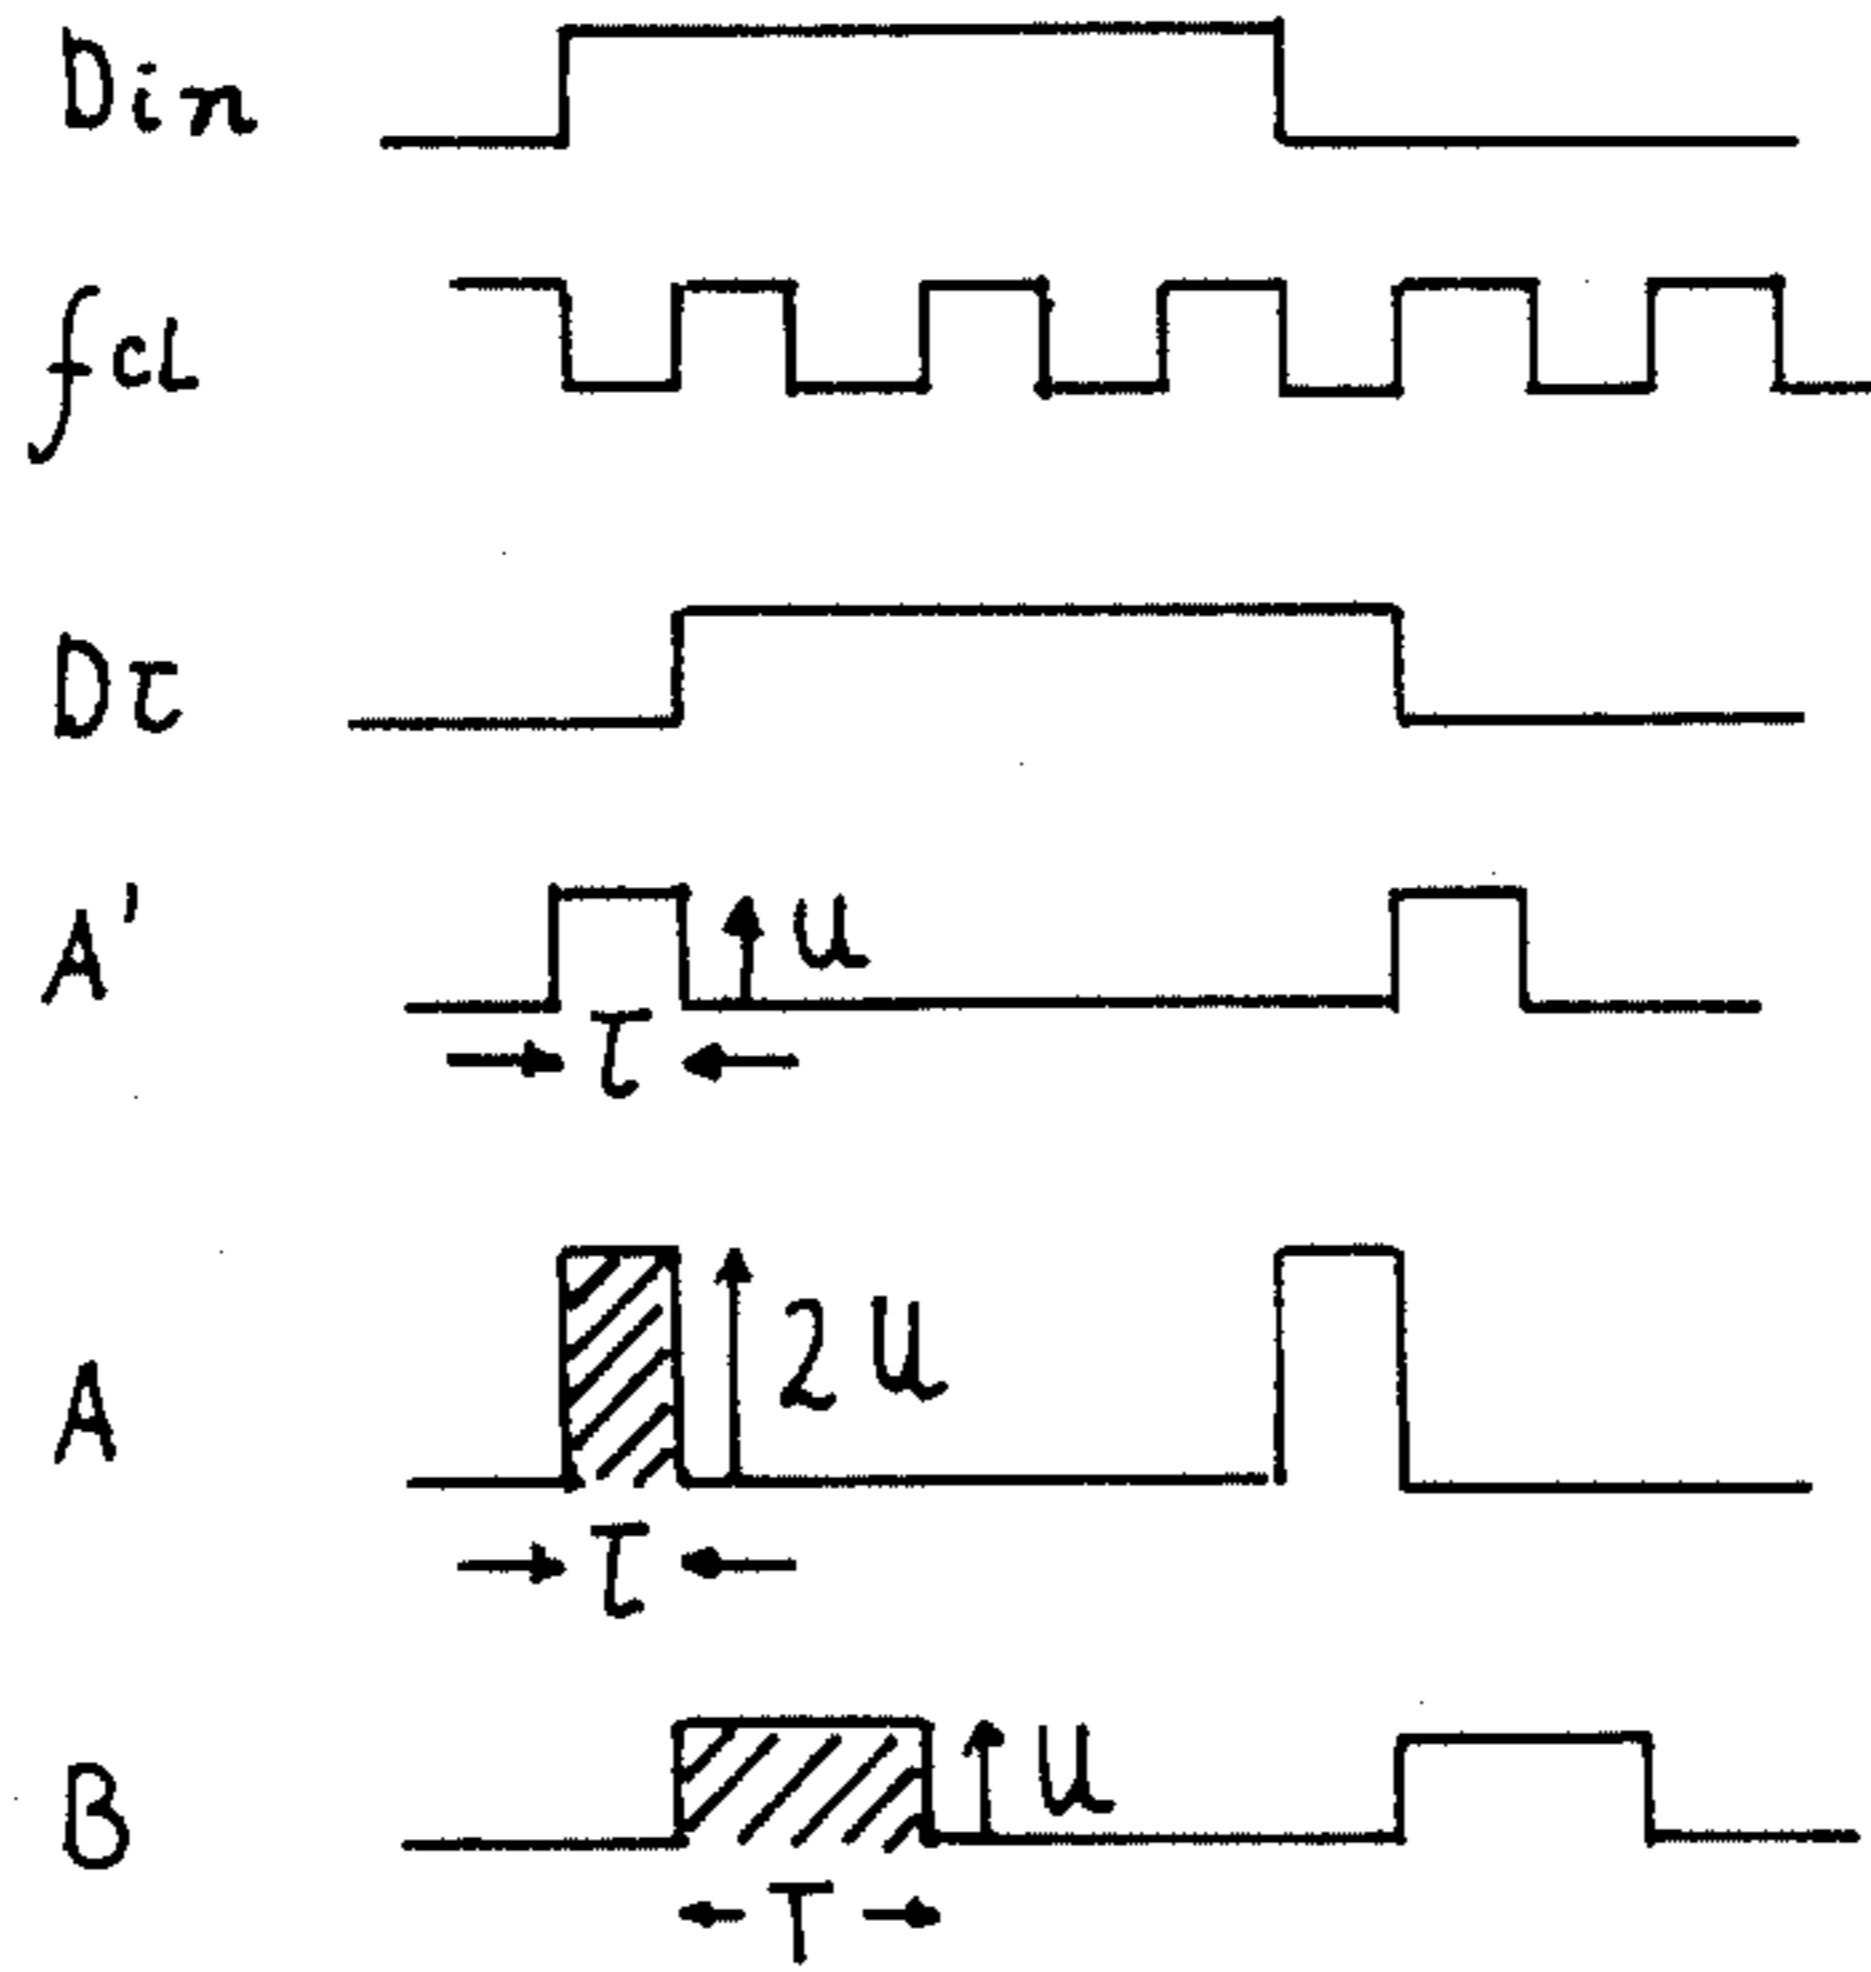 Din
fCL
Dτ
A'
u
τ
A
2u
τ
B
u
T